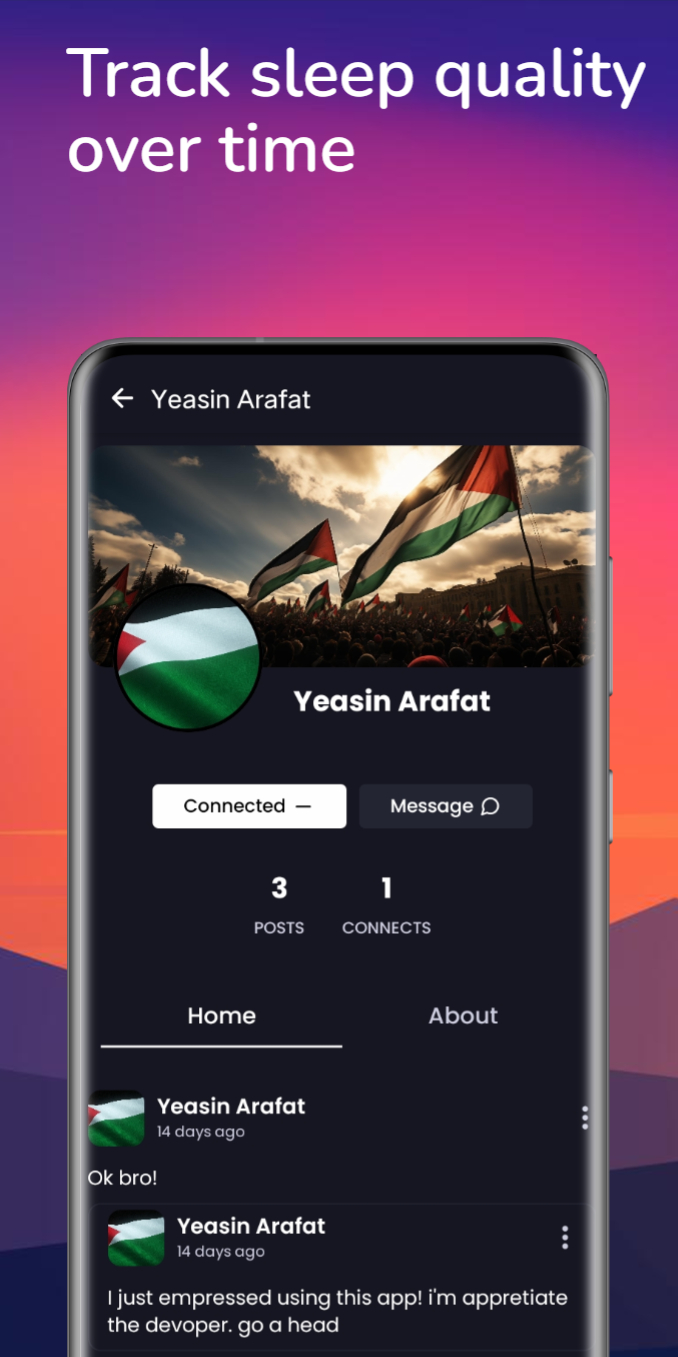 Track sleep quality
over time
Yeasin Arafat
Yeasin Arafat
Connected
Message
3
1
POSTS
CONNECTS
Home
About
Yeasin Arafat
14 days ago
Ok bro!
Yeasin Arafat
14 days ago
I just empressed using this app! i'm appretiate
the devoper. go a head